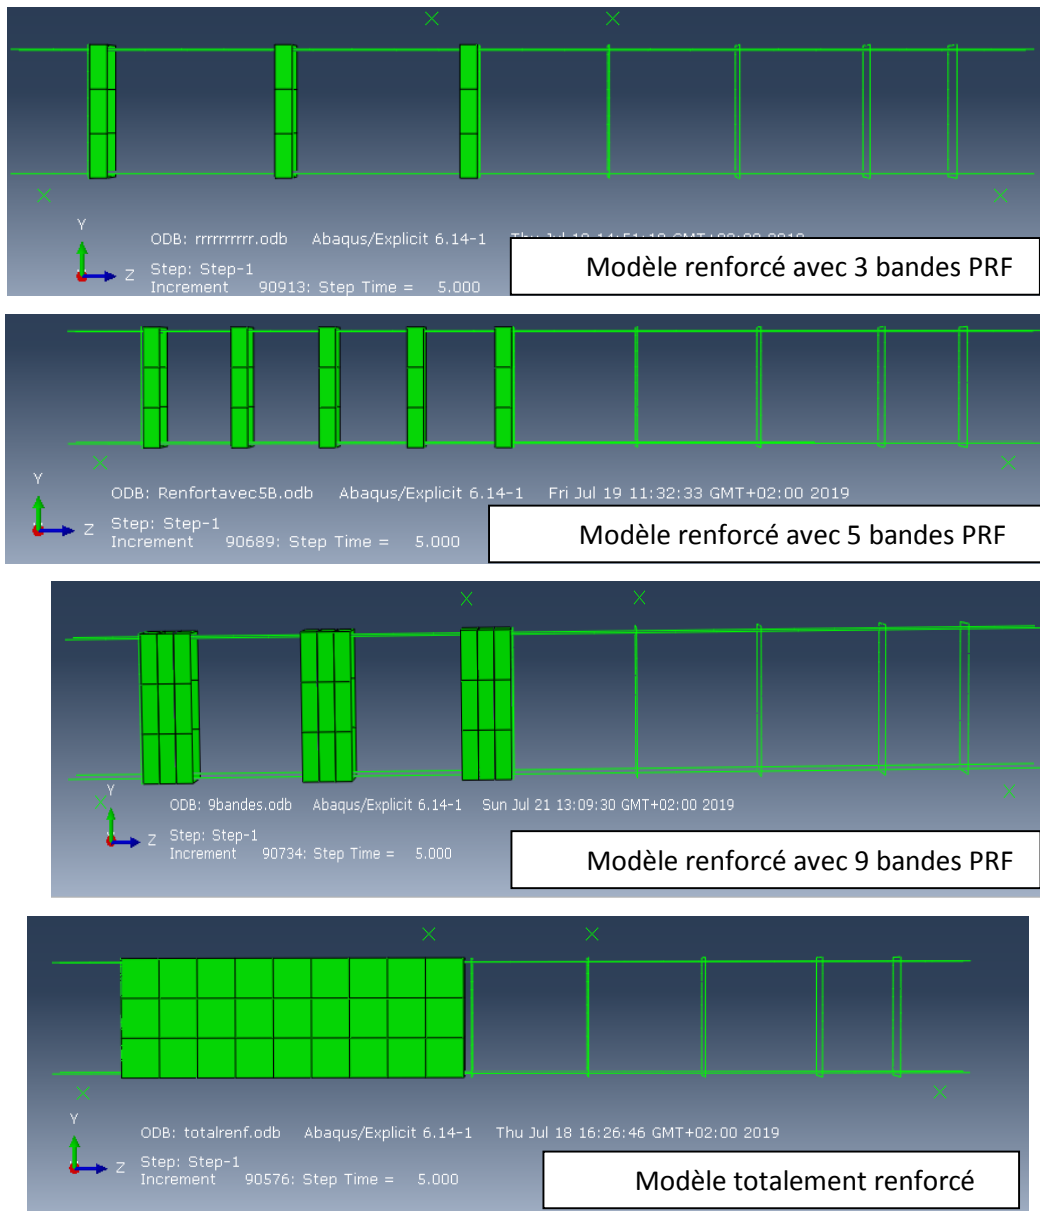 Y
Z
ODB: rrrrrrrrrr.odb Abaqus/Explicit 6.14-1
Step: Step-1
Increment 90913: Step Time = 5.000
Modèle renforcé avec 3 bandes PRF
Y
Z
ODB: Renfortavec5B.odb Abaqus/Explicit 6.14-1 Fri Jul 19 11:32:33 GMT+02:00 2019
Step: Step-1
Increment 90689: Step Time = 5.000
Modèle renforcé avec 5 bandes PRF
Y
Z
ODB: 9bandes.odb Abaqus/Explicit 6.14-1 Sun Jul 21 13:09:30 GMT+02:00 2019
Step: Step-1
Increment 90734: Step Time = 5.000
Modèle renforcé avec 9 bandes PRF
Y
Z
ODB: totalrenf.odb Abaqus/Explicit 6.14-1 Thu Jul 18 16:26:46 GMT+02:00 2019
Step: Step-1
Increment 90576: Step Time = 5.000
Modèle totalement renforcé